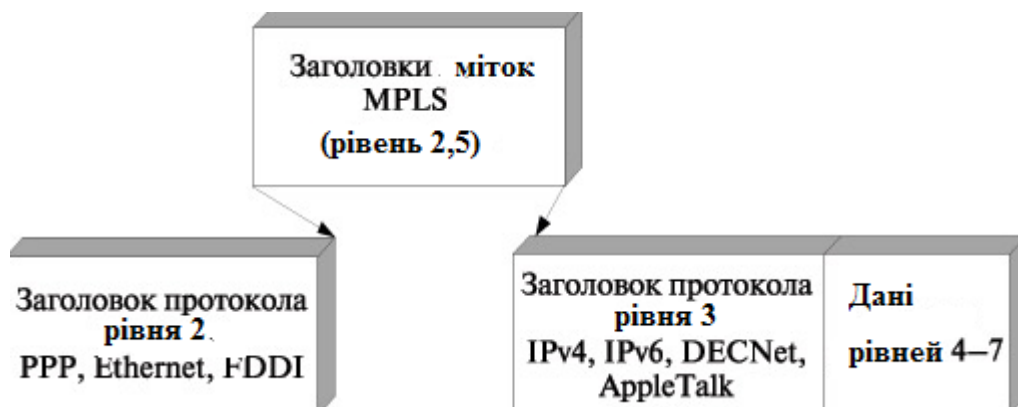 Заголовки міток
MPLS
(рівень 2,5)
Заголовок протокола
рівня 2
PPP, Ethernet, FDDI
Заголовок протокола
рівня 3
IPv4, IPv6, DECNet,
AppleTalk
Дані
рівней 4–7